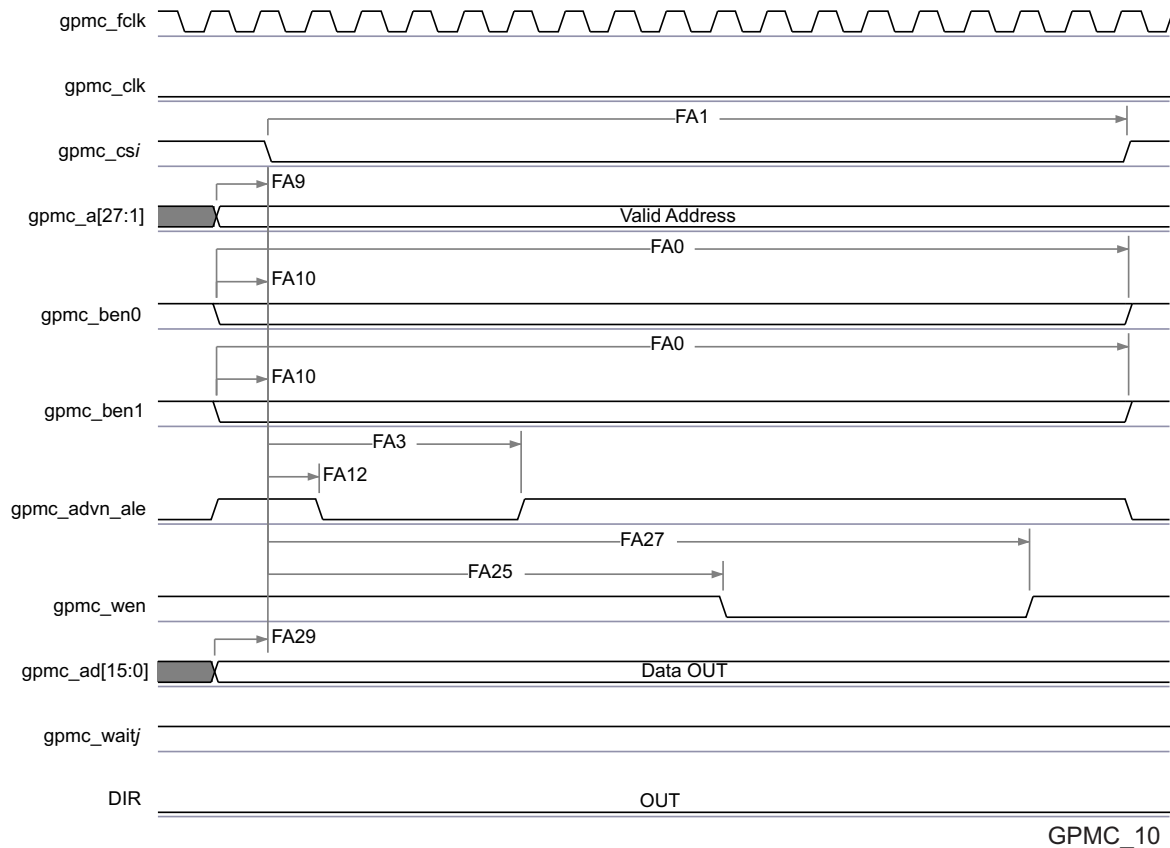 gpmc_fclk
gpmc_clk
FA1
gpmc_csi
FA9
gpmc_a[27:1]
Valid Address
FA0
FA10
gpmc_ben0
FA0
FA10
gpmc_ben1
FA3
FA12
gpmc_advn_ale
FA27
FA25
gpmc_wen
FA29
gpmc_ad[15:0]
Data OUT
gpmc_waitj
DIR
OUT
GPMC_10